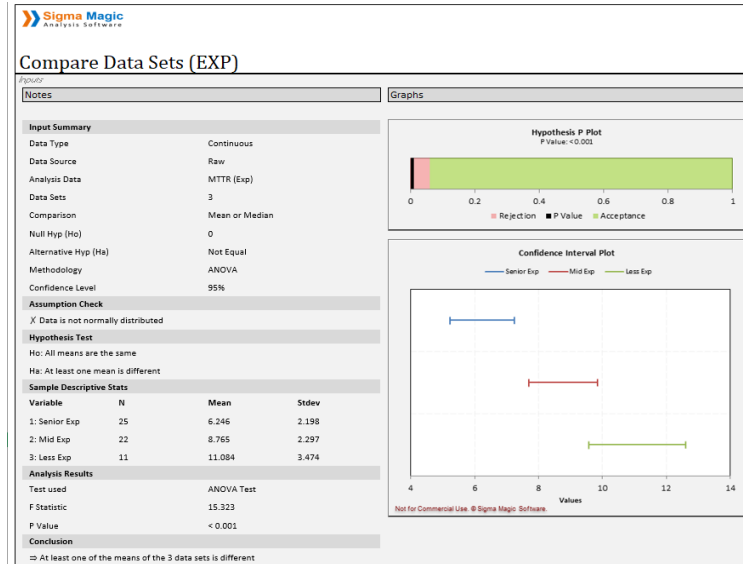 Sigma Magic
Analysis Software
Compare Data Sets (EXP)
Inputs
Notes
Input Summary
Data Type Continuous
Data Source Raw
Analysis Data MTTR (Exp)
Data Sets 3
Comparison Mean or Median
Null Hyp (Ho) 0
Alternative Hyp (Ha) Not Equal
Methodology ANOVA
Confidence Level 95%
Assumption Check
✗ Data is not normally distributed
Hypothesis Test
Ho: All means are the same
Ha: At least one mean is different
Sample Descriptive Stats
Variable N Mean Stdev
1: Senior Exp 25 6.246 2.198
2: Mid Exp 22 8.765 2.297
3: Less Exp 11 11.084 3.474
Analysis Results
Test used ANOVA Test
F Statistic 15.323
P Value < 0.001
Conclusion
⇒ At least one of the means of the 3 data sets is different
Graphs
Hypothesis P Plot
P Value: < 0.001
0 0.2 0.4 0.6 0.8 1
Rejection P Value Acceptance
Confidence Interval Plot
Senior Exp Mid Exp Less Exp
4 6 8 10 12 14
Values
Not for Commercial Use. © Sigma Magic Software.